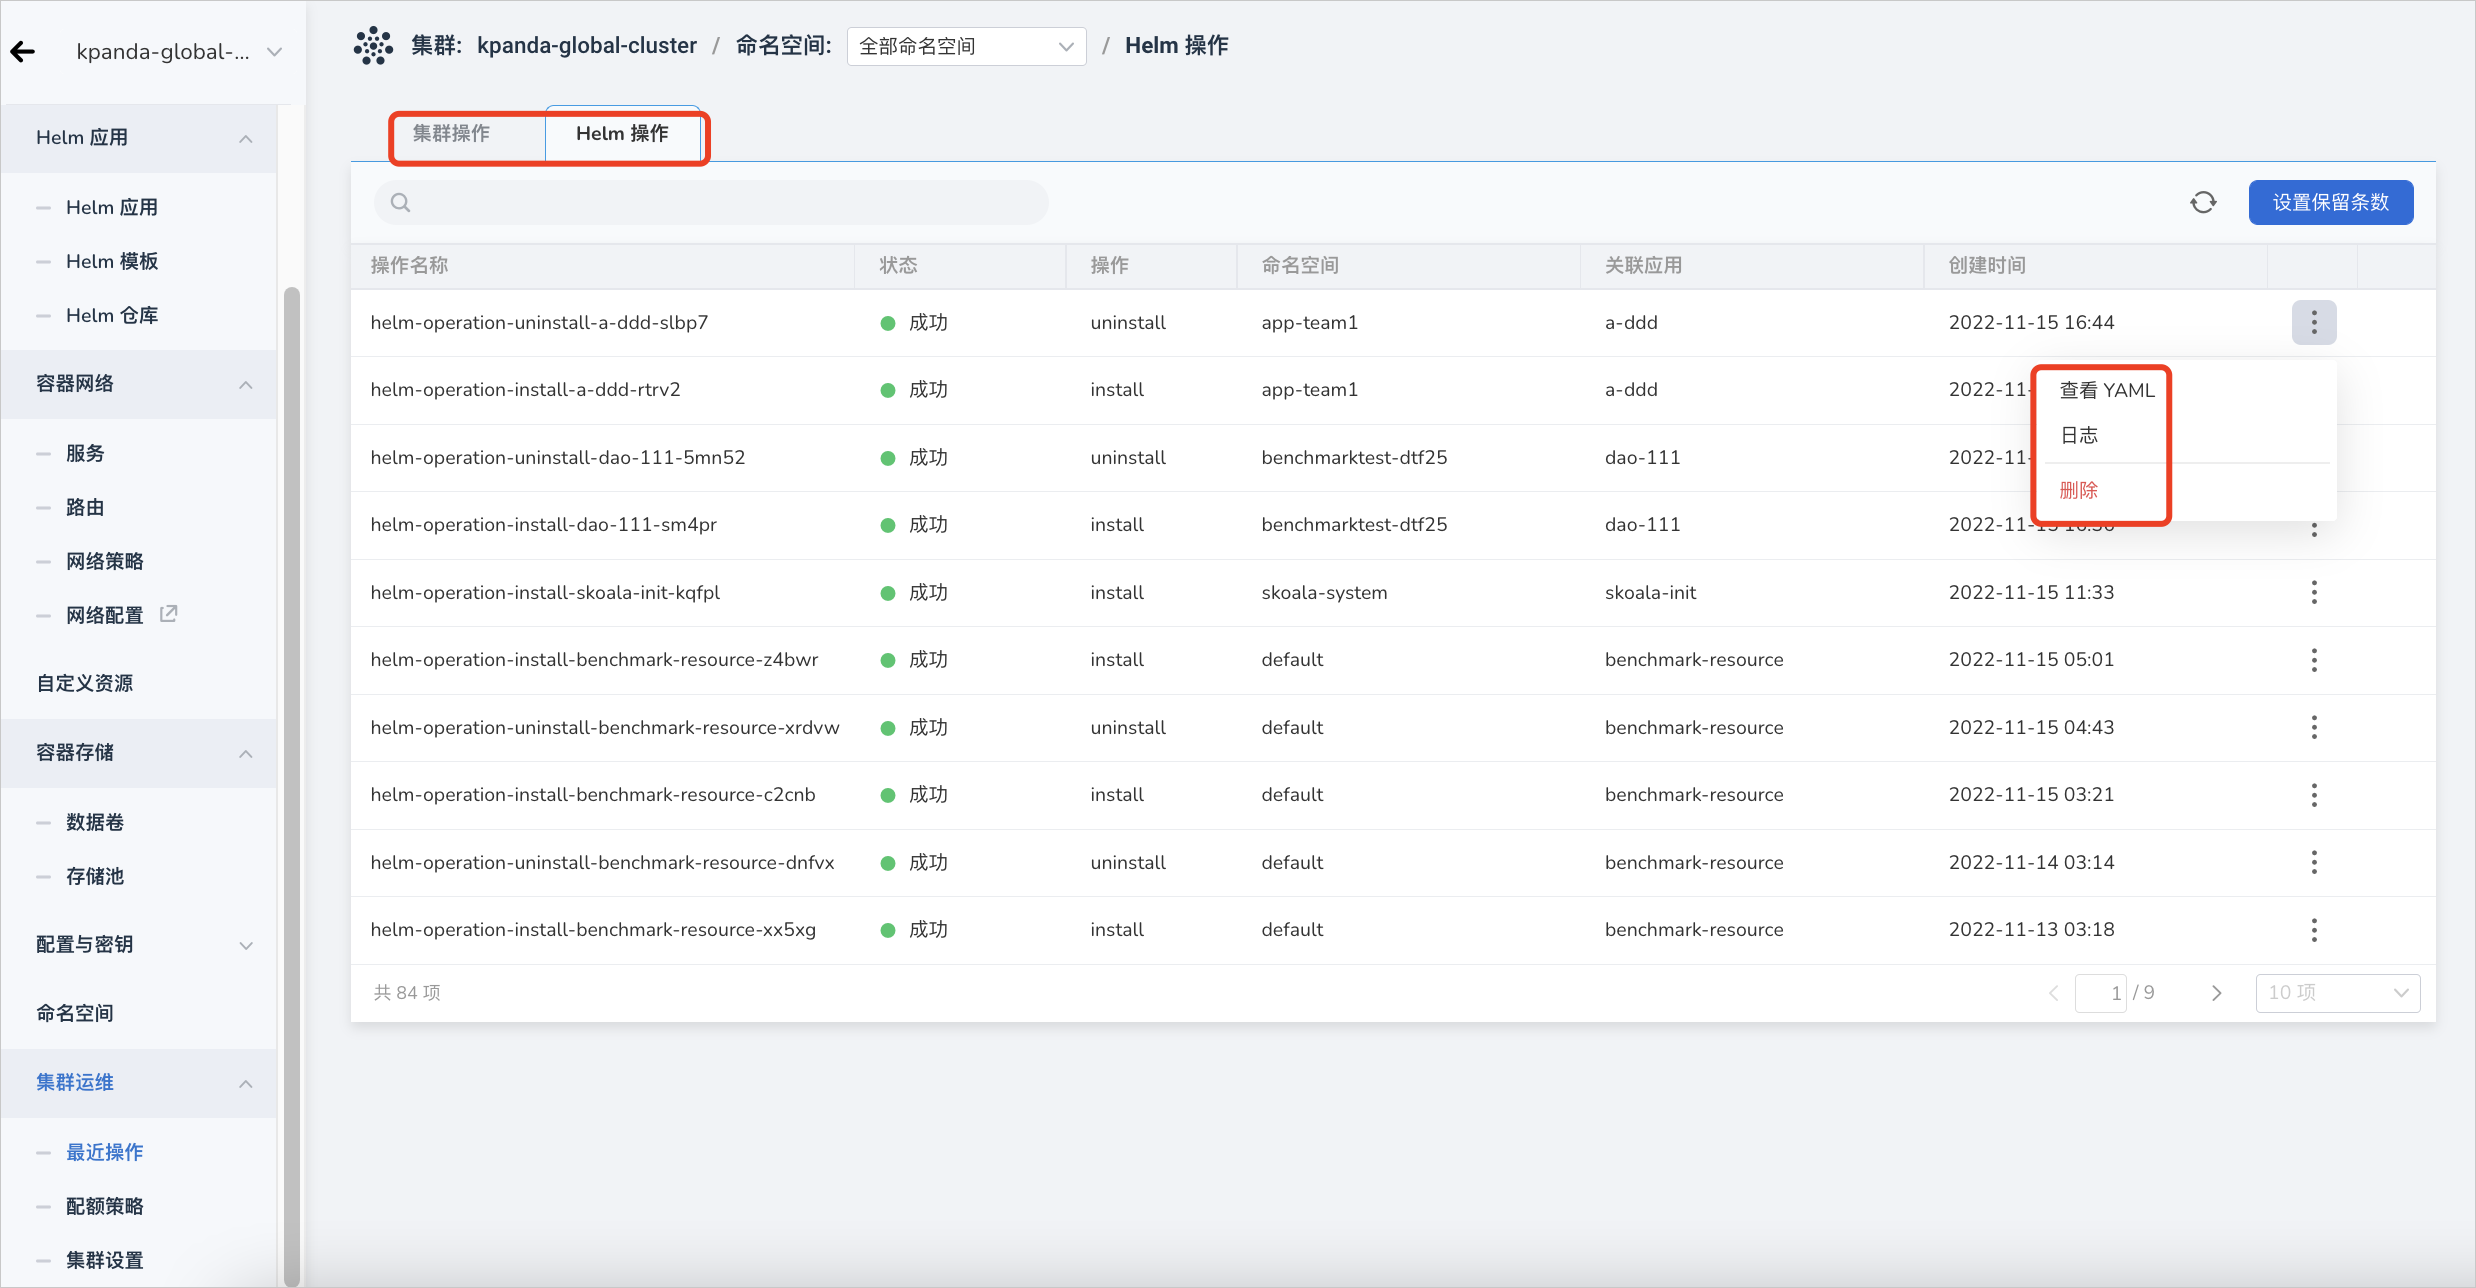 kpanda-global-...
Helm 应用
Helm 应用
Helm 模板
Helm 仓库
容器网络
服务
路由
网络策略
网络配置
自定义资源
容器存储
数据卷
存储池
配置与密钥
命名空间
集群运维
最近操作
配额策略
集群设置
集群: kpanda-global-cluster / 命名空间: 全部命名空间 / Helm 操作
集群操作 Helm 操作
设置保留条数
操作名称 状态 操作 命名空间 关联应用 创建时间
helm-operation-uninstall-a-ddd-slbp7 成功 uninstall app-team1 a-ddd 2022-11-15 16:44
helm-operation-install-a-ddd-rtrv2 成功 install app-team1 a-ddd 2022-11-
helm-operation-uninstall-dao-111-5mn52 成功 uninstall benchmarktest-dtf25 dao-111 2022-11-
helm-operation-install-dao-111-sm4pr 成功 install benchmarktest-dtf25 dao-111 2022-11-
查看 YAML
日志
删除
helm-operation-install-skoala-init-kqfpl 成功 install skoala-system skoala-init 2022-11-15 11:33
helm-operation-install-benchmark-resource-z4bwr 成功 install default benchmark-resource 2022-11-15 05:01
helm-operation-uninstall-benchmark-resource-xrdvw 成功 uninstall default benchmark-resource 2022-11-15 04:43
helm-operation-install-benchmark-resource-c2cnb 成功 install default benchmark-resource 2022-11-15 03:21
helm-operation-uninstall-benchmark-resource-dnfvx 成功 uninstall default benchmark-resource 2022-11-14 03:14
helm-operation-install-benchmark-resource-xx5xg 成功 install default benchmark-resource 2022-11-13 03:18
共 84 项 1 / 9 10 项